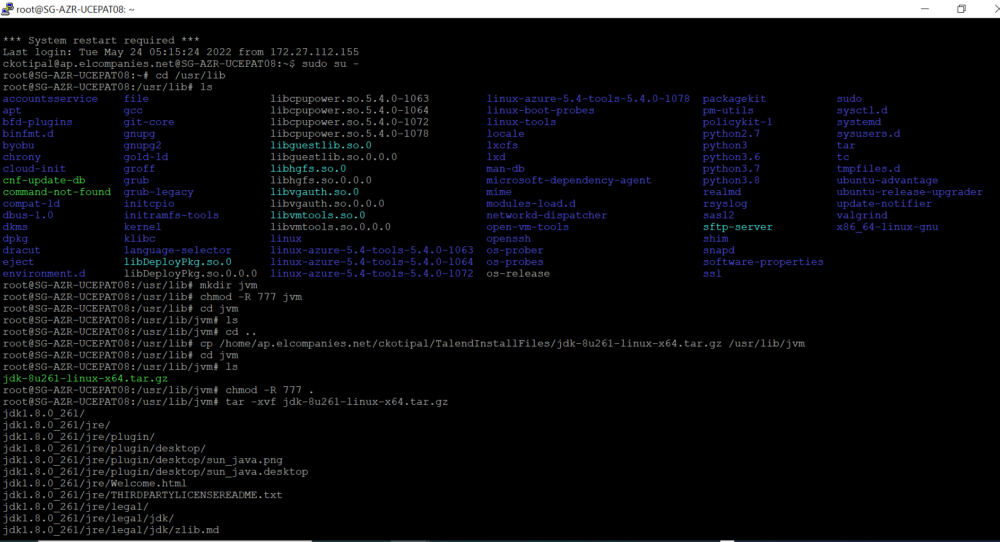 root@SG-AZR-UCEPAT08: ~
*** System restart required ***
Last login: Tue May 24 05:15:24 2022 from 172.27.112.155
ckotipal@ap.elcompanies.net@SG-AZR-UCEPAT08:~$ sudo su -
root@SG-AZR-UCEPAT08:~# cd /usr/lib
root@SG-AZR-UCEPAT08:/usr/lib# ls
accountsservice file libcpupower.so.5.4.0-1063 linux-azure-5.4-tools-5.4.0-1078 packagekit sudo
apt gcc libcpupower.so.5.4.0-1064 linux-boot-probes pm-utils sysctl.d
bfd-plugins git-core libcpupower.so.5.4.0-1072 linux-tools policykit-1 systemd
binfmt.d gnupg libcpupower.so.5.4.0-1078 locale python2.7 sysusers.d
byobu gnupg2 libguestlib.so.0 lxcfs python3 tar
chrony gold-ld libguestlib.so.0.0.0 lxd python3.6 tc
cloud-init groff libhgfs.so.0 man-db python3.7 tmpfiles.d
cnf-update-db grub libhgfs.so.0.0.0 microsoft-dependency-agent python3.8 ubuntu-advantage
command-not-found grub-legacy libvgauth.so.0 mime realmd ubuntu-release-upgrader
compat-ld initcpio libvgauth.so.0.0.0 modules-load.d rsyslog update-notifier
dbus-1.0 initramfs-tools libvmtools.so.0 networkd-dispatcher sasl2 valgrind
dkms kernel libvmtools.so.0.0.0 open-vm-tools sftp-server x86_64-linux-gnu
dpkg klibc linux openssh shim
dracut language-selector linux-azure-5.4-tools-5.4.0-1063 os-prober snapd
eject libDeployPkg.so.0 linux-azure-5.4-tools-5.4.0-1064 os-probes software-properties
environment.d libDeployPkg.so.0.0.0 linux-azure-5.4-tools-5.4.0-1072 os-release ssl
root@SG-AZR-UCEPAT08:/usr/lib# mkdir jvm
root@SG-AZR-UCEPAT08:/usr/lib# chmod -R 777 jvm
root@SG-AZR-UCEPAT08:/usr/lib# cd jvm
root@SG-AZR-UCEPAT08:/usr/lib/jvm# ls
root@SG-AZR-UCEPAT08:/usr/lib/jvm# cd ..
root@SG-AZR-UCEPAT08:/usr/lib# cp /home/ap.elcompanies.net/ckotipal/TalendInstallFiles/jdk-8u261-linux-x64.tar.gz /usr/lib/jvm
root@SG-AZR-UCEPAT08:/usr/lib# cd jvm
root@SG-AZR-UCEPAT08:/usr/lib/jvm# ls
jdk-8u261-linux-x64.tar.gz
root@SG-AZR-UCEPAT08:/usr/lib/jvm# chmod -R 777 .
root@SG-AZR-UCEPAT08:/usr/lib/jvm# tar -xvf jdk-8u261-linux-x64.tar.gz
jdk1.8.0_261/
jdk1.8.0_261/jre/
jdk1.8.0_261/jre/plugin/
jdk1.8.0_261/jre/plugin/desktop/
jdk1.8.0_261/jre/plugin/desktop/sun_java.png
jdk1.8.0_261/jre/plugin/desktop/sun_java.desktop
jdk1.8.0_261/jre/Welcome.html
jdk1.8.0_261/jre/THIRDPARTYLICENSEREADME.txt
jdk1.8.0_261/jre/legal/
jdk1.8.0_261/jre/legal/jdk/
jdk1.8.0_261/jre/legal/jdk/zlib.md